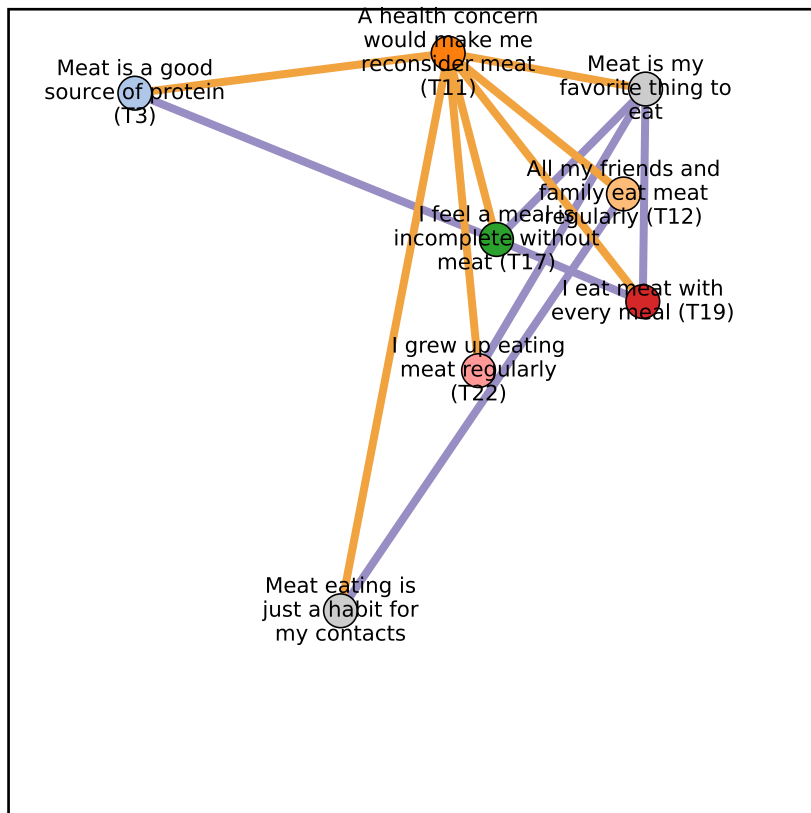 A health concern
would make me
reconsider meat
(T11)
Meat is a good
source of protein
(T3)
Meat is my
favorite thing to
eat
All my friends and
family eat meat
regularly (T12)
I feel a meal is
incomplete without
meat (T17)
I eat meat with
every meal (T19)
I grew up eating
meat regularly
(T22)
Meat eating is
just a habit for
my contacts